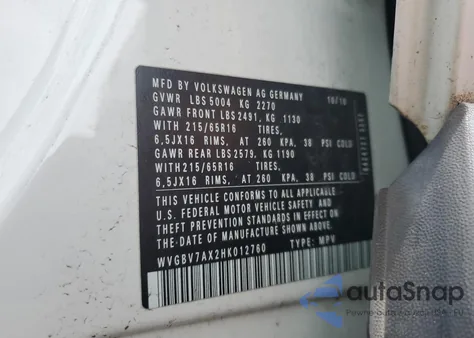 MFD BY VOLKSWAGEN AG GERMANY
GVWR LBS 5004 KG 2270
GAWR FRONT LBS 2491, KG 1130
WITH 215/65R16 TIRES,
6,5JX16 RIMS, AT 260 KPA, 38 PSI COLD
GAWR REAR LBS 2579, KG 1190
WITH 215/65R16 TIRES,
6,5JX16 RIMS, AT 260 KPA, 38 PSI COLD
THIS VEHICLE CONFORMS TO ALL APPLICABLE
U.S. FEDERAL MOTOR VEHICLE SAFETY AND
THEFT PREVENTION STANDARDS IN EFFECT ON
THE DATE OF MANUFACTURE SHOWN ABOVE
WVGBV7AX2HK012760 TYPE: MPV
autoSnap